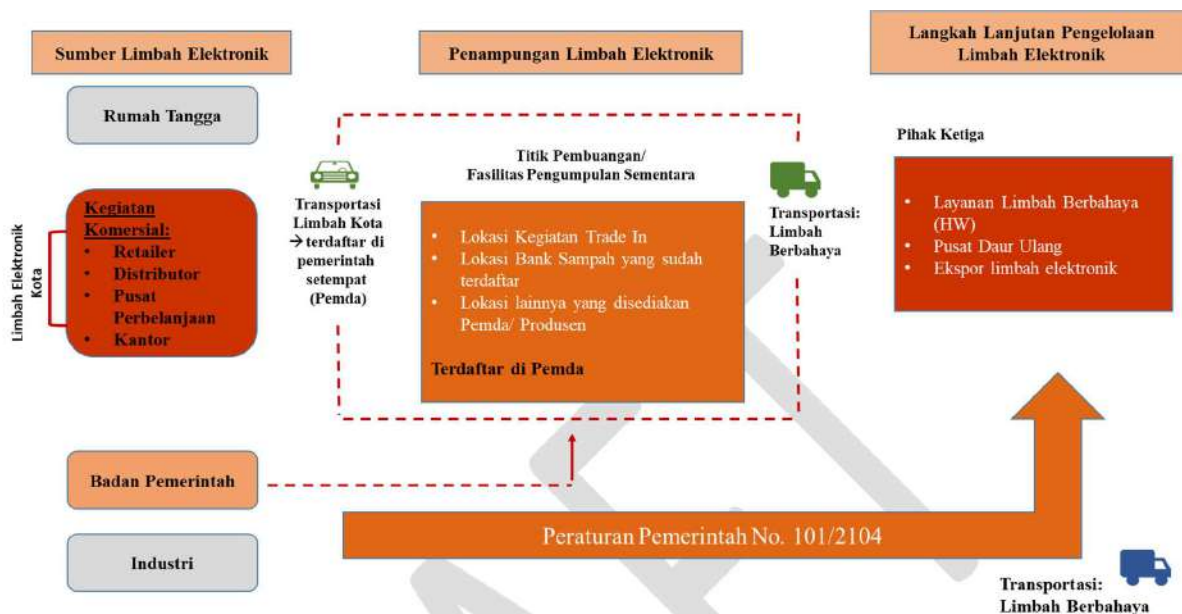 Sumber Limbah Elektronik
Rumah Tangga
Limbah Elektronik
Kota
Kegiatan
Komersial:
• Retailer
• Distributor
• Pusat
Perbelanjaan
• Kantor
Badan Pemerintah
Industri
Penampungan Limbah Elektronik
Transportasi
Limbah Kota
→ terdaftar di
pemerintah
setempat
(Pemda)
Titik Pembuangan/
Fasilitas Pengumpulan Sementara
• Lokasi Kegiatan Trade In
• Lokasi Bank Sampah yang sudah
terdaftar
• Lokasi lainnya yang disediakan
Pemda/ Produsen
Terdaftar di Pemda
Transportasi:
Limbah
Berbahaya
Langkah Lanjutan Pengelolaan
Limbah Elektronik
Pihak Ketiga
• Layanan Limbah Berbahaya
(HW)
• Pusat Daur Ulang
• Ekspor limbah elektronik
Peraturan Pemerintah No. 101/2104
Transportasi:
Limbah Berbahaya